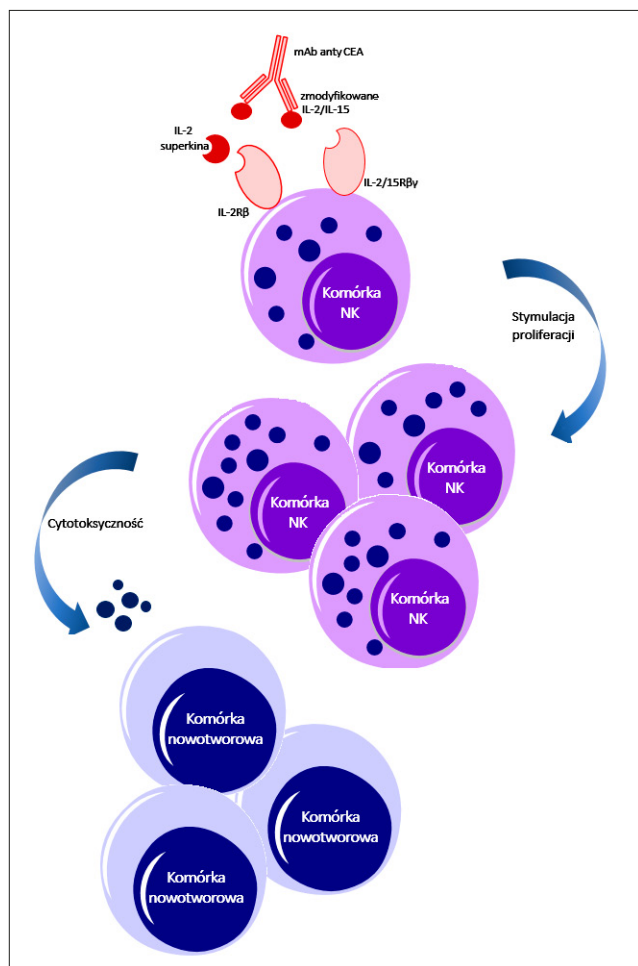 mAb anty CEA
zmodyfikowane
IL-2/IL-15
IL-2
superkina
IL-2Rβ
IL-2/15Rβγ
Komórka
NK
Stymulacja
proliferacji
Komórka
NK
Komórka
NK
Komórka
NK
Cytotoksyczność
Komórka
nowotworowa
Komórka
nowotworowa
Komórka
nowotworowa